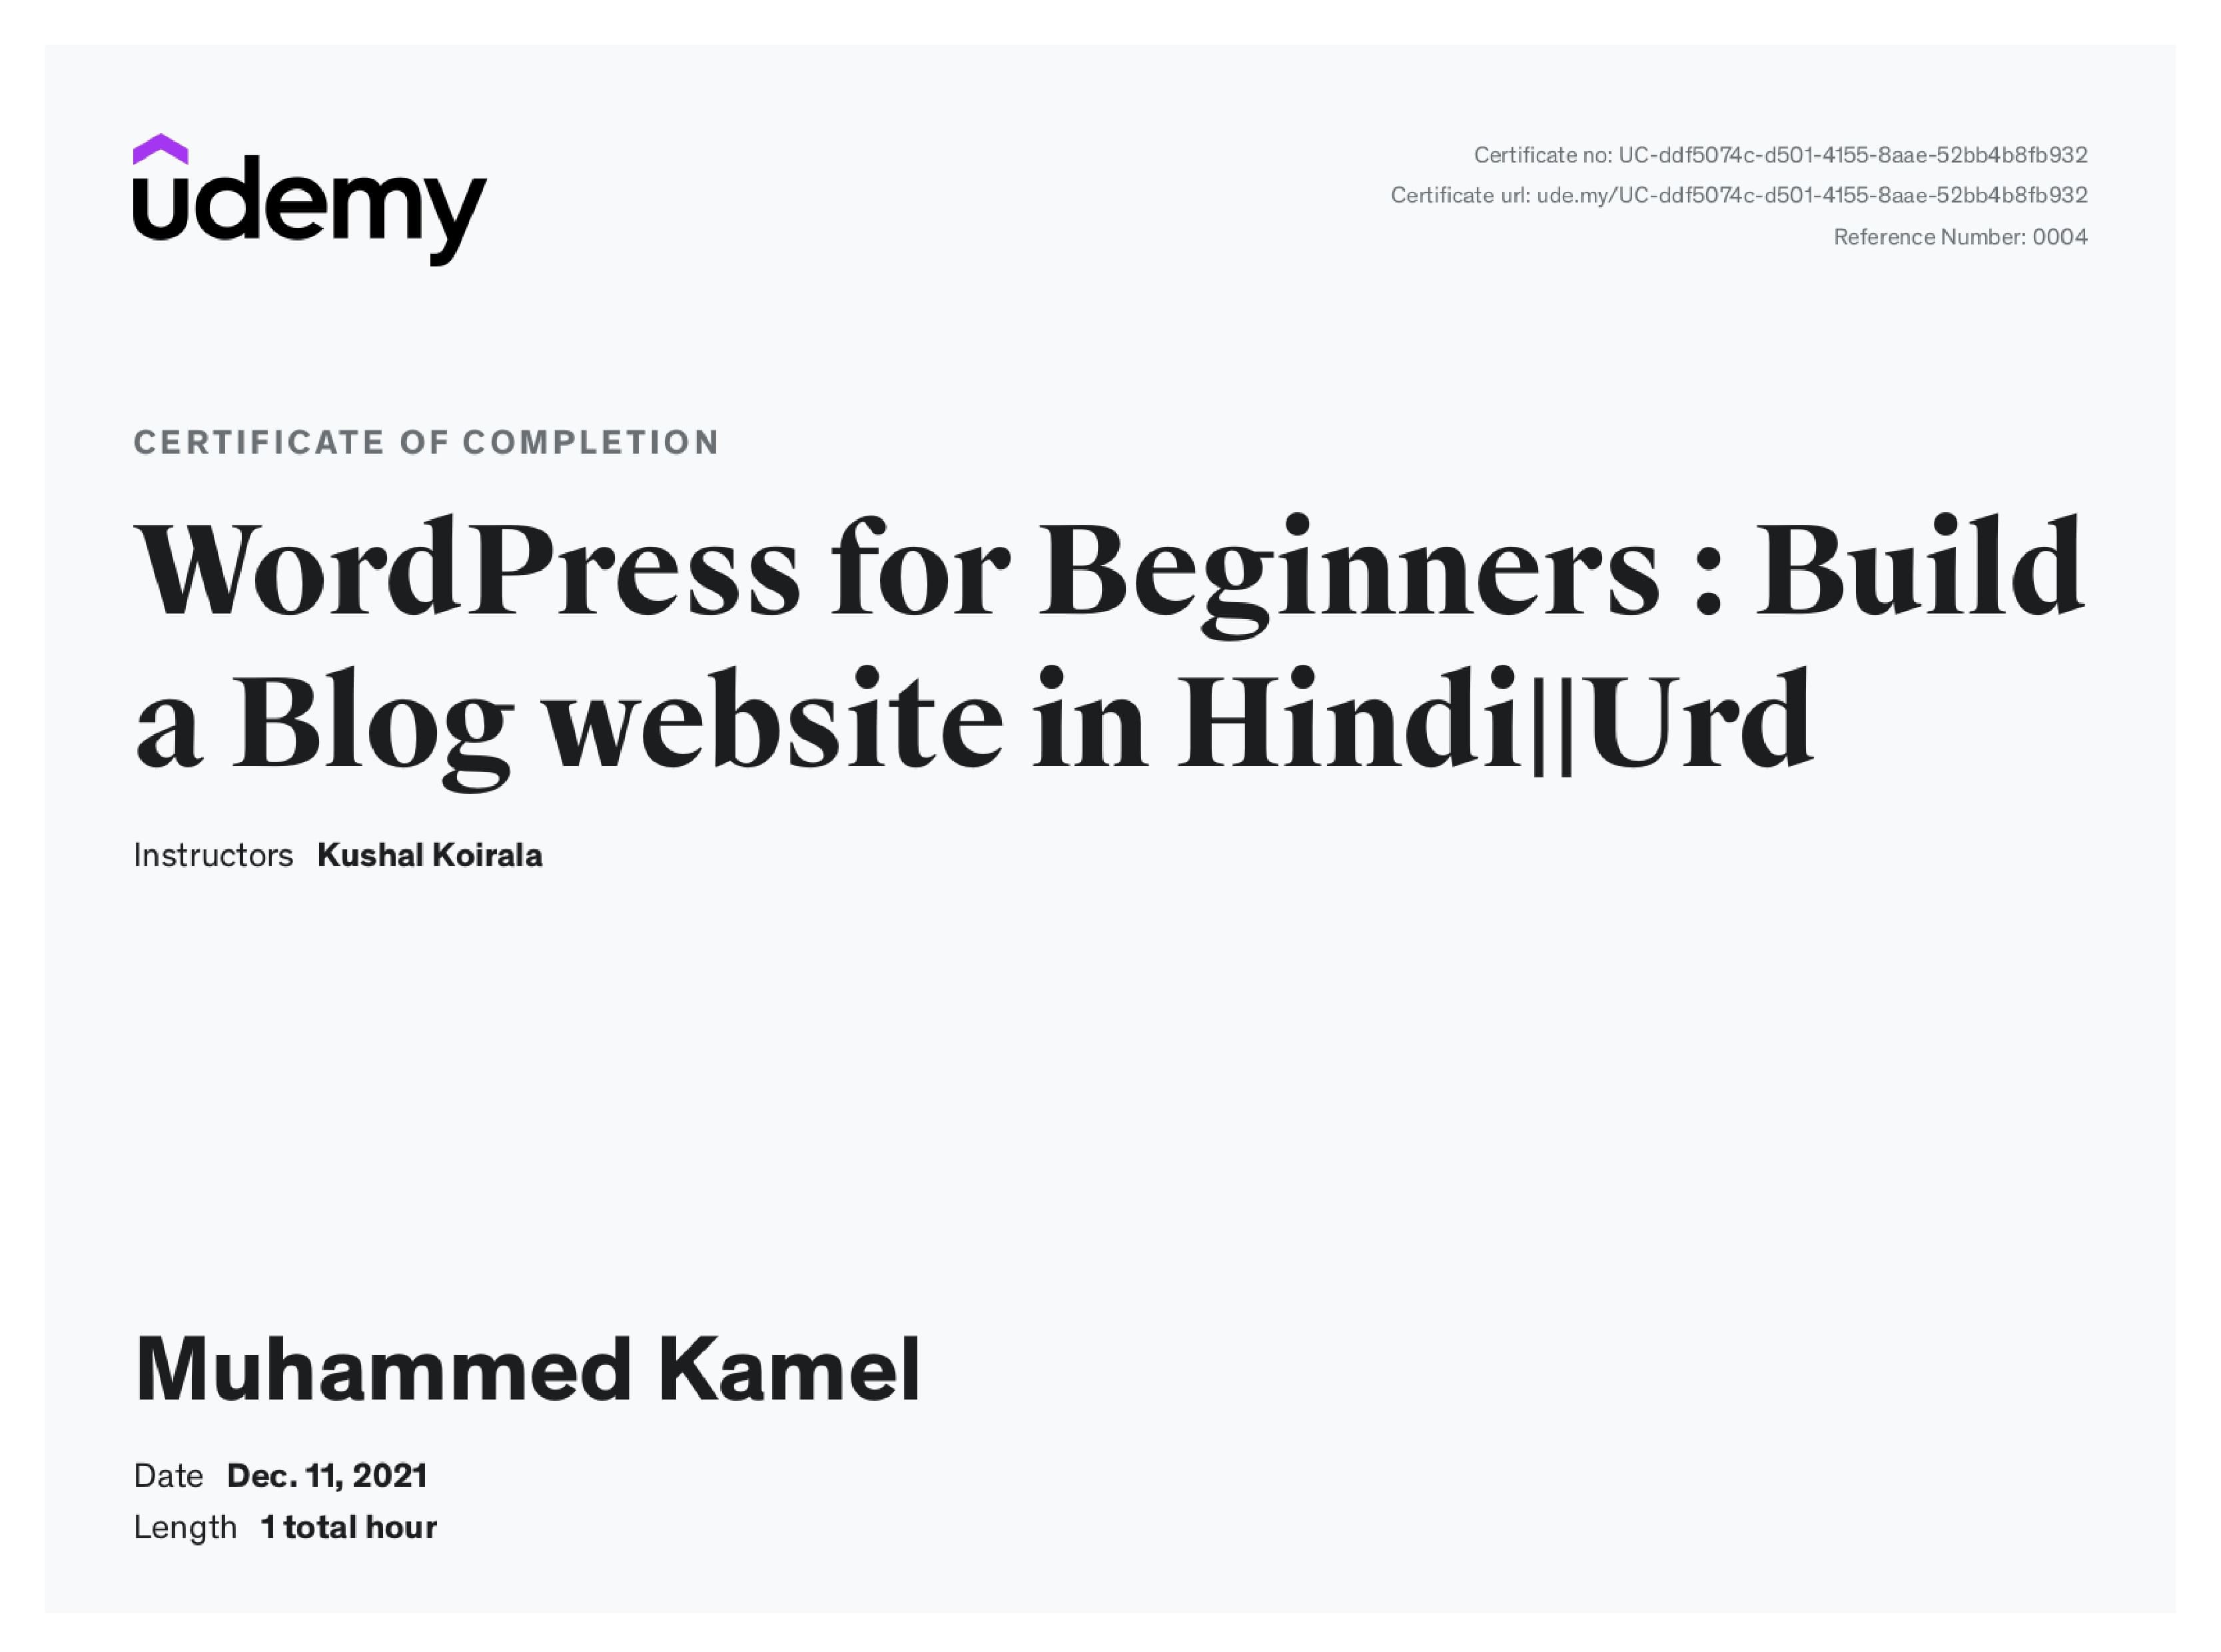 udemy
Certificate no: UC-ddf5074c-d501-4155-8aae-52bb4b8fb932
Certificate url: ude.my/UC-ddf5074c-d501-4155-8aae-52bb4b8fb932
Reference Number: 0004
CERTIFICATE OF COMPLETION
WordPress for Beginners : Build
a Blog website in Hindi||Urd
Instructors Kushal Koirala
Muhammed Kamel
Date Dec. 11, 2021
Length 1 total hour